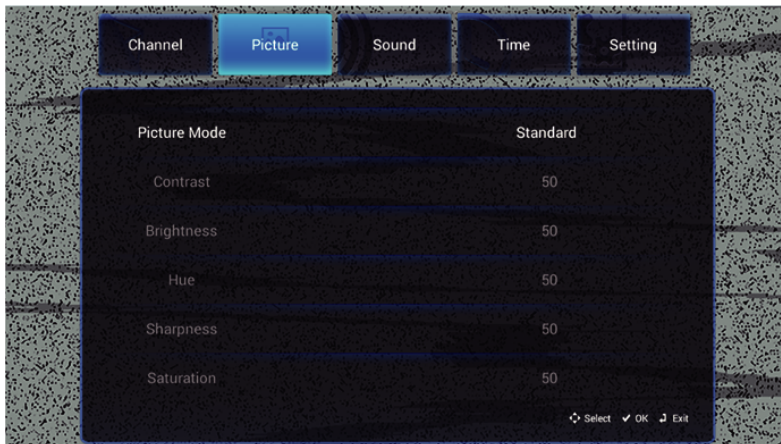 Channel Picture Sound Time Setting
Picture Mode Standard
Contrast 50
Brightness 50
Hue 50
Sharpness 50
Saturation 50
Select OK Exit